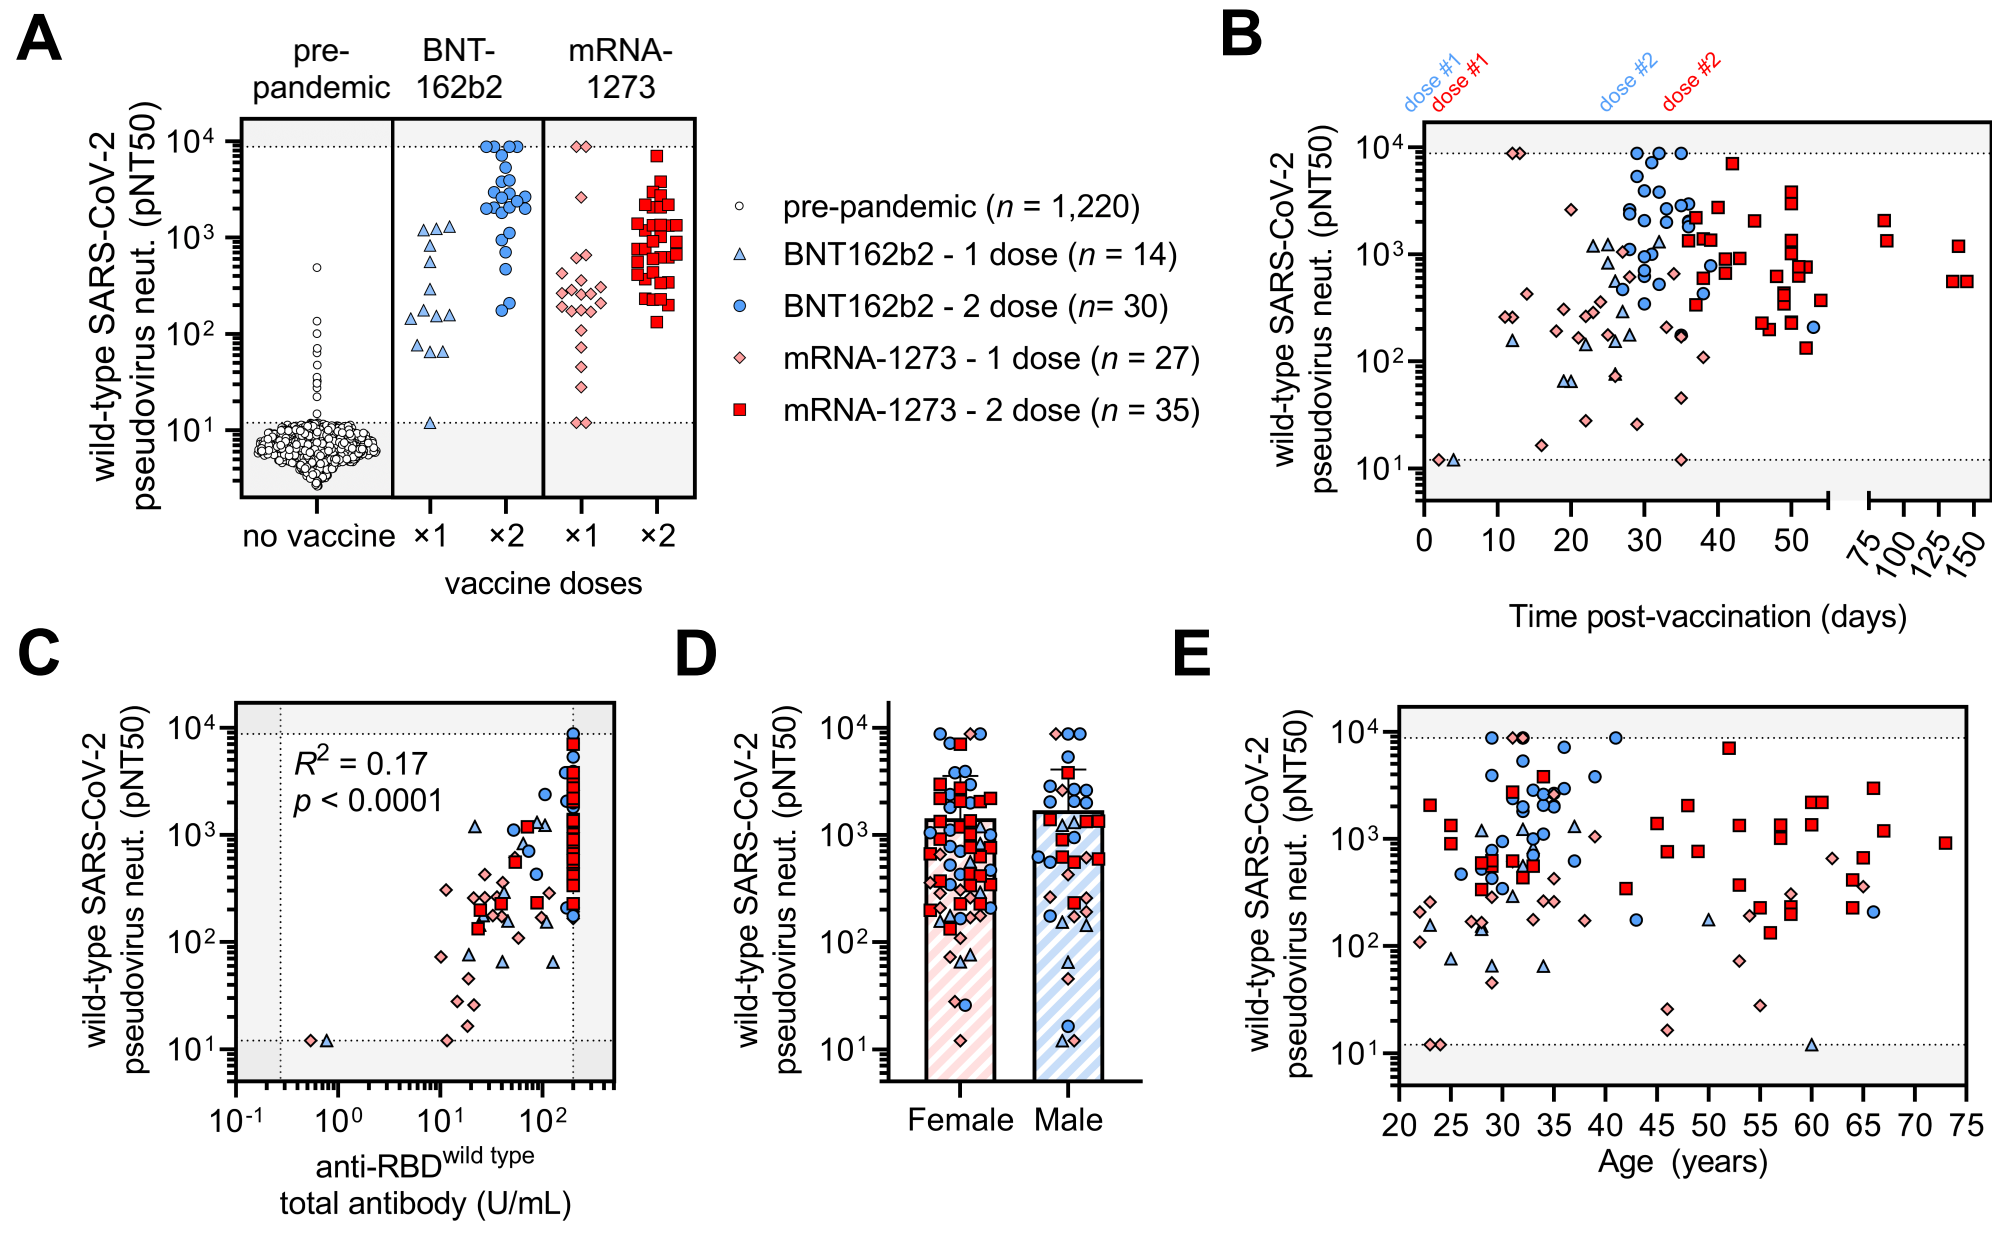 A
pre-
pandemic
BNT-
162b2
mRNA-
1273
wild-type SARS-CoV-2
pseudovirus neut. (pNT50)
10⁴
10³
10²
10¹
no vaccine
×1
×2
×1
×2
vaccine doses
pre-pandemic (n = 1,220)
BNT162b2 - 1 dose (n = 14)
BNT162b2 - 2 dose (n= 30)
mRNA-1273 - 1 dose (n = 27)
mRNA-1273 - 2 dose (n = 35)
B
dose #1
dose #1
dose #2
dose #2
wild-type SARS-CoV-2
pseudovirus neut. (pNT50)
10⁴
10³
10²
10¹
0 10 20 30 40 50 75 100 125 150
Time post-vaccination (days)
C
wild-type SARS-CoV-2
pseudovirus neut. (pNT50)
10⁴
10³
10²
10¹
R² = 0.17
p < 0.0001
10⁻¹ 10⁰ 10¹ 10²
anti-RBDʷⁱˡᵈ ᵗʸᵖᵉ
total antibody (U/mL)
D
wild-type SARS-CoV-2
pseudovirus neut. (pNT50)
10⁴
10³
10²
10¹
Female Male
E
wild-type SARS-CoV-2
pseudovirus neut. (pNT50)
10⁴
10³
10²
10¹
20 25 30 35 40 45 50 55 60 65 70 75
Age (years)